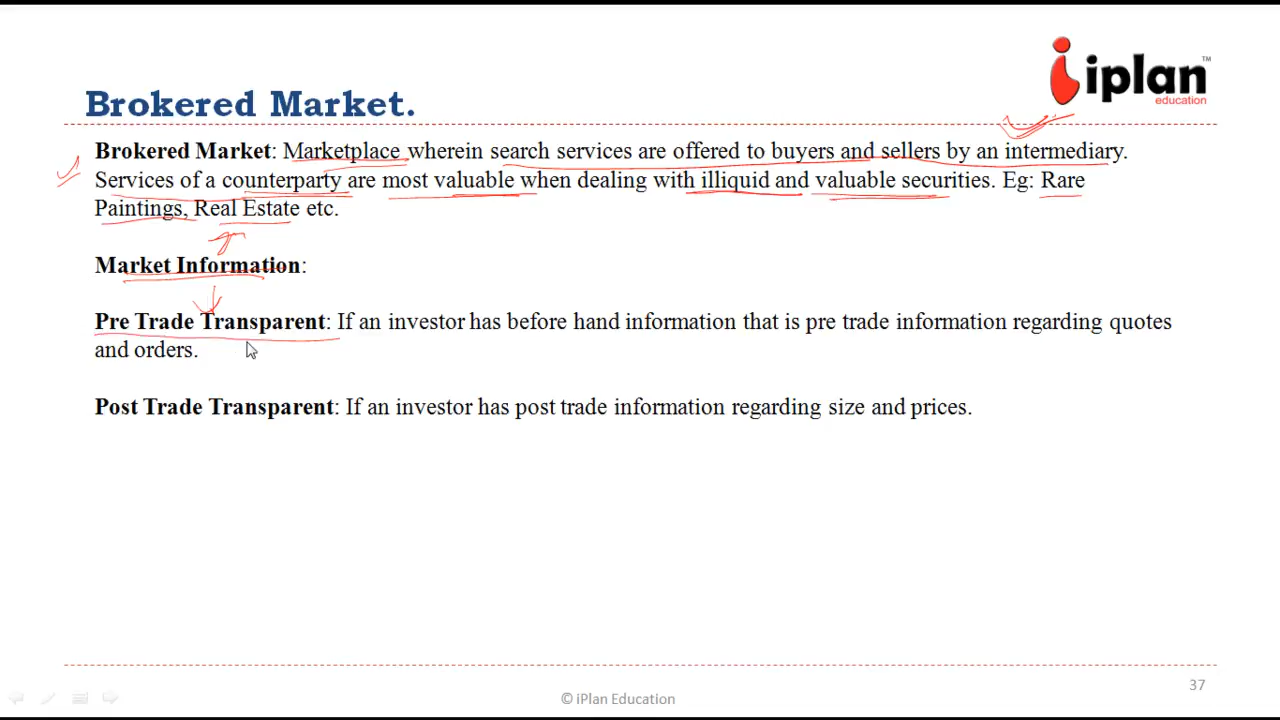 iplan™
education
Brokered Market.
Brokered Market: Marketplace wherein search services are offered to buyers and sellers by an intermediary.
Services of a counterparty are most valuable when dealing with illiquid and valuable securities. Eg: Rare
Paintings, Real Estate etc.
Market Information:
Pre Trade Transparent: If an investor has before hand information that is pre trade information regarding quotes
and orders.
Post Trade Transparent: If an investor has post trade information regarding size and prices.
© iPlan Education
37